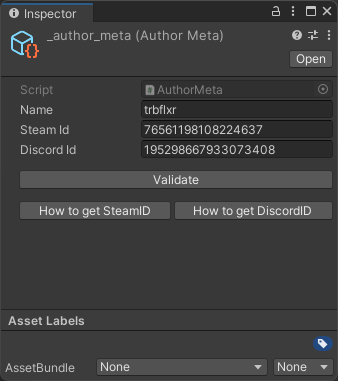 Inspector
_author_meta (Author Meta)
Open
Script AuthorMeta
Name trbflxr
Steam Id 76561198108224637
Discord Id 195298667933073408
Validate
How to get SteamID How to get DiscordID
Asset Labels
AssetBundle None None